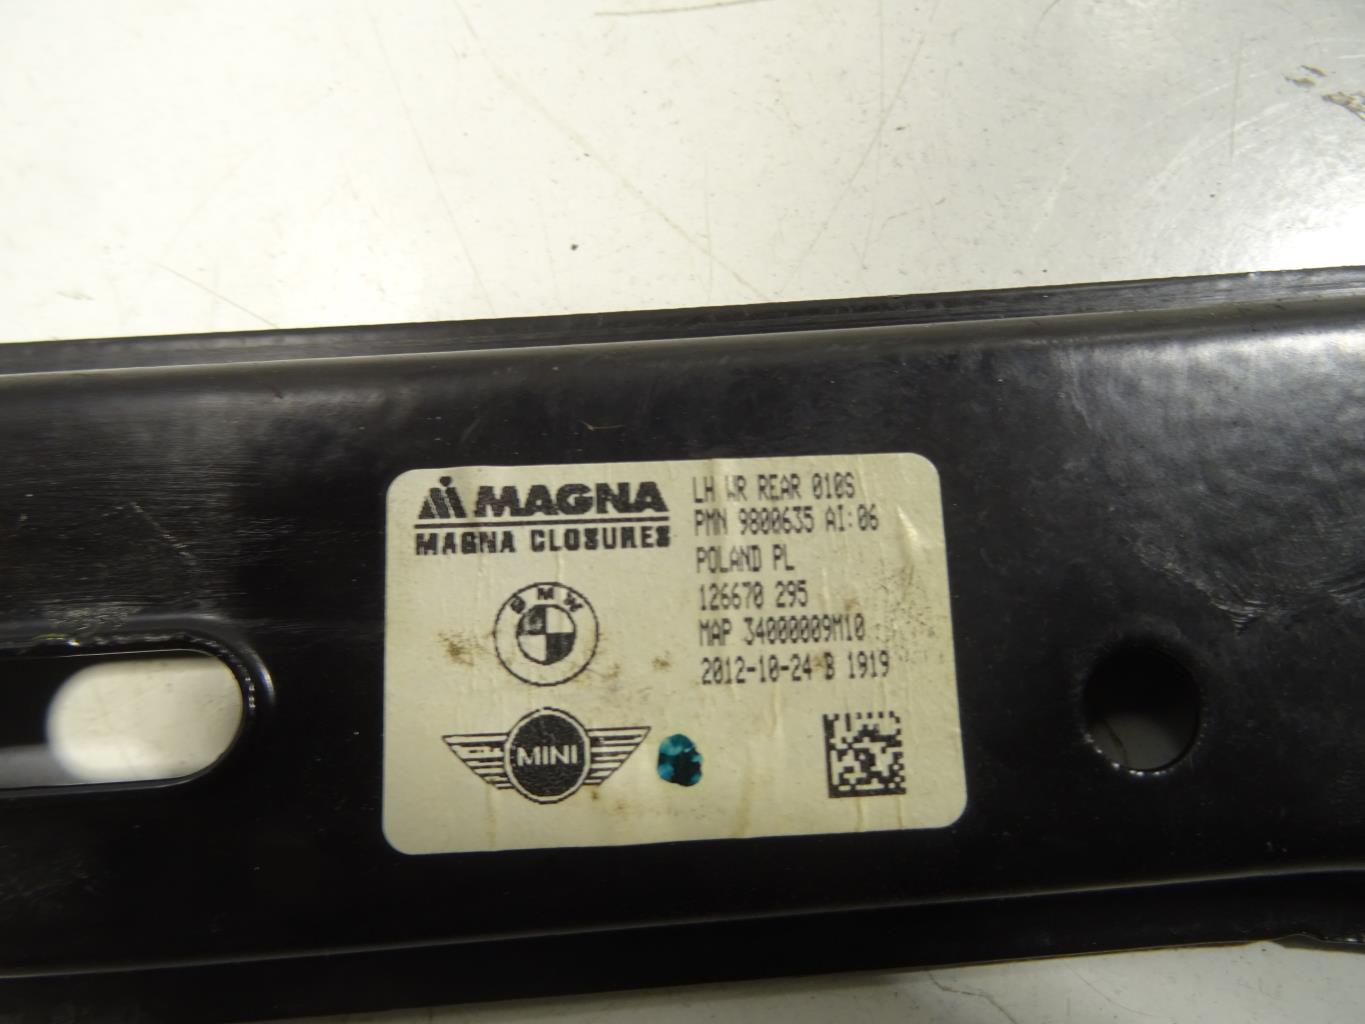 MAGNA
MAGNA CLOSURES
BMW
MINI
LH WR REAR 010S
PMN 9800635 AI:06
POLAND PL
126670 295
MAP 34000009M10
2012-10-24 B 1919